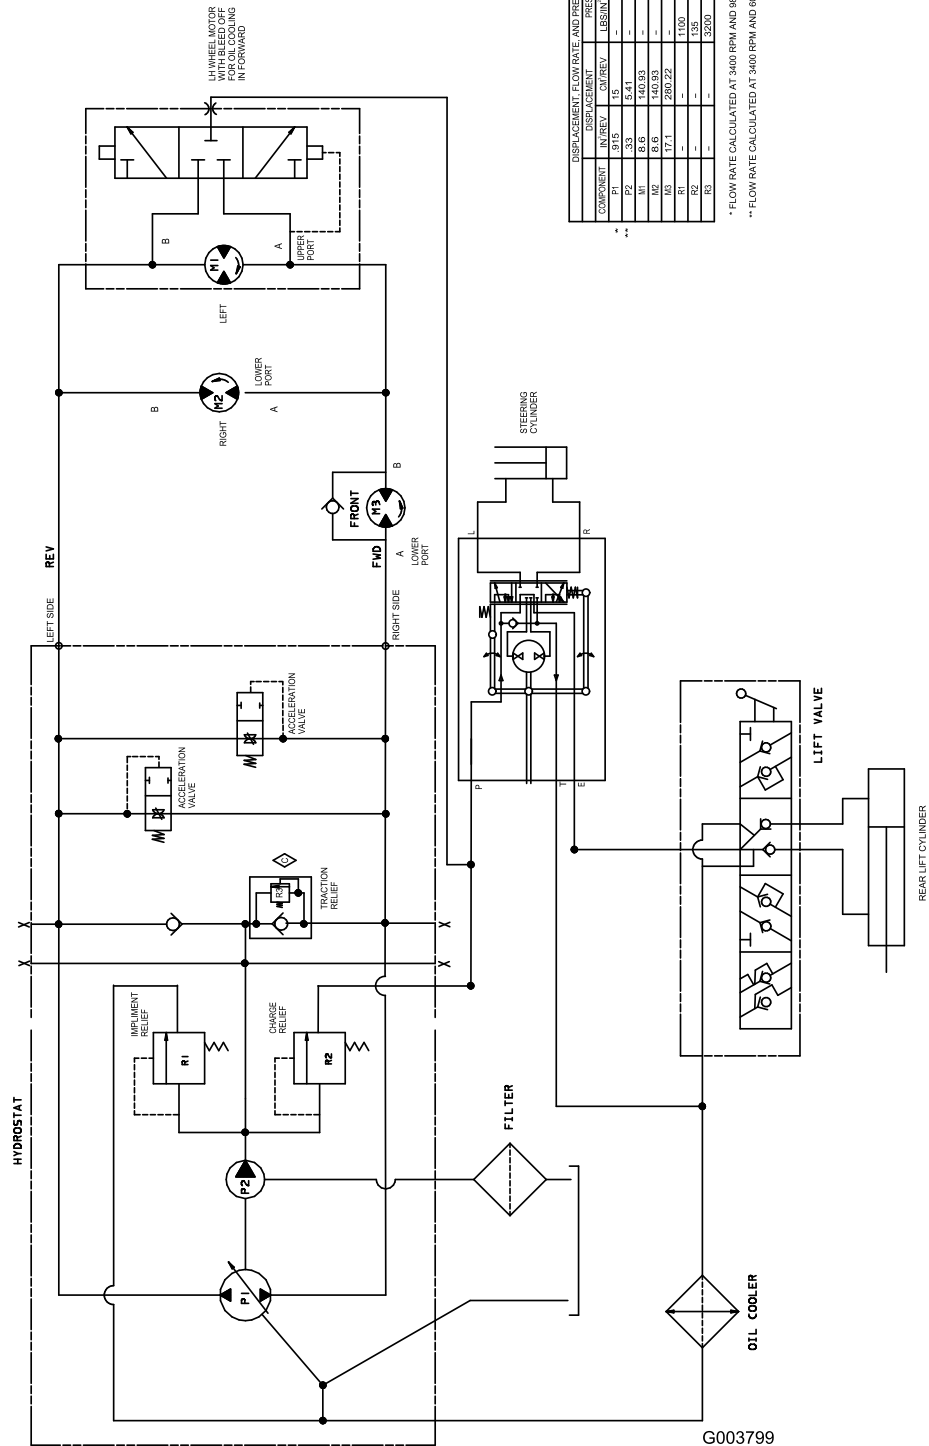 LH WHEEL MOTOR
WITH BLEED OFF
FOR OIL COOLING
IN FORWARD
B
A
UPPER
PORT
M1
LEFT
LOWER
PORT
M2
B
A
RIGHT
B
FRONT
M3
A
LOWER
PORT
REV
FWD
LEFT SIDE
RIGHT SIDE
ACCELERATION
VALVE
ACCELERATION
VALVE
C
R3
TRACTION
RELIEF
IMPLIMENT
RELIEF
R1
CHARGE
RELIEF
R2
HYDROSTAT
P2
P1
FILTER
OIL COOLER
STEERING
CYLINDER
L
R
P
T
E
LIFT VALVE
REAR LIFT CYLINDER
DISPLACEMENT, FLOW RATE, AND PRE
DISPLACEMENT PRES
COMPONENT IN³/REV CM³/REV LBS/IN
* P1 .915 15 –
** P2 .33 5.41 –
M1 8.6 140.93 –
M2 8.6 140.93 –
M3 17.1 280.22 –
R1 – – 1100
R2 – – 135
R3 – – 3200
* FLOW RATE CALCULATED AT 3400 RPM AND 98
** FLOW RATE CALCULATED AT 3400 RPM AND 6
G003799